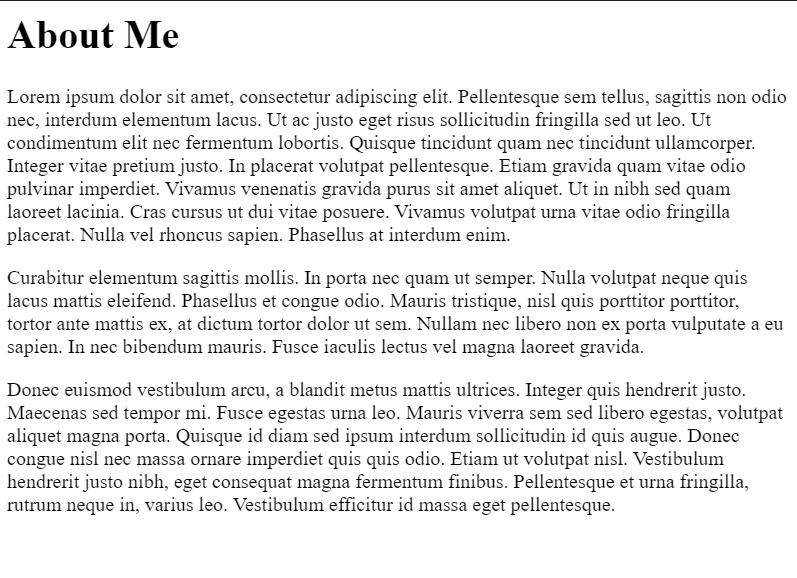 About Me
Lorem ipsum dolor sit amet, consectetur adipiscing elit. Pellentesque sem tellus, sagittis non odio
nec, interdum elementum lacus. Ut ac justo eget risus sollicitudin fringilla sed ut leo. Ut
condimentum elit nec fermentum lobortis. Quisque tincidunt quam nec tincidunt ullamcorper.
Integer vitae pretium justo. In placerat volutpat pellentesque. Etiam gravida quam vitae odio
pulvinar imperdiet. Vivamus venenatis gravida purus sit amet aliquet. Ut in nibh sed quam
laoreet lacinia. Cras cursus ut dui vitae posuere. Vivamus volutpat urna vitae odio fringilla
placerat. Nulla vel rhoncus sapien. Phasellus at interdum enim.
Curabitur elementum sagittis mollis. In porta nec quam ut semper. Nulla volutpat neque quis
lacus mattis eleifend. Phasellus et congue odio. Mauris tristique, nisl quis porttitor porttitor,
tortor ante mattis ex, at dictum tortor dolor ut sem. Nullam nec libero non ex porta vulputate a eu
sapien. In nec bibendum mauris. Fusce iaculis lectus vel magna laoreet gravida.
Donec euismod vestibulum arcu, a blandit metus mattis ultrices. Integer quis hendrerit justo.
Maecenas sed tempor mi. Fusce egestas urna leo. Mauris viverra sem sed libero egestas, volutpat
aliquet magna porta. Quisque id diam sed ipsum interdum sollicitudin id quis augue. Donec
congue nisl nec massa ornare imperdiet quis quis odio. Etiam ut volutpat nisl. Vestibulum
hendrerit justo nibh, eget consequat magna fermentum finibus. Pellentesque et urna fringilla,
rutrum neque in, varius leo. Vestibulum efficitur id massa eget pellentesque.